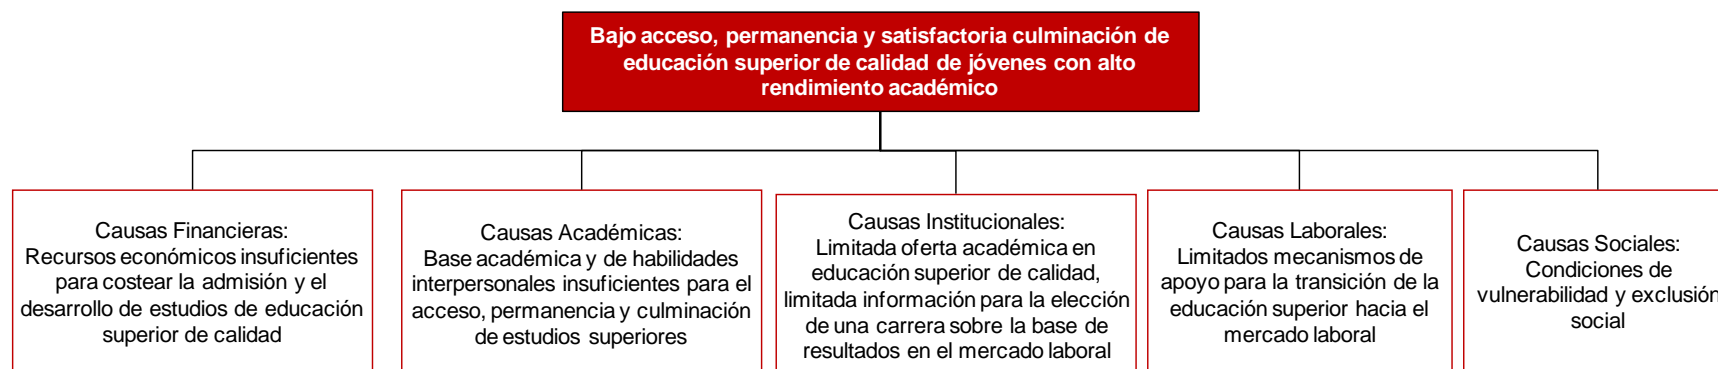 Bajo acceso, permanencia y satisfactoria culminación de
educación superior de calidad de jóvenes con alto
rendimiento académico
Causas Financieras:
Recursos económicos insuficientes
para costear la admisión y el
desarrollo de estudios de educación
superior de calidad
Causas Académicas:
Base académica y de habilidades
interpersonales insuficientes para el
acceso, permanencia y culminación
de estudios superiores
Causas Institucionales:
Limitada oferta académica en
educación superior de calidad,
limitada información para la elección
de una carrera sobre la base de
resultados en el mercado laboral
Causas Laborales:
Limitados mecanismos de
apoyo para la transición de la
educación superior hacia el
mercado laboral
Causas Sociales:
Condiciones de
vulnerabilidad y exclusión
social